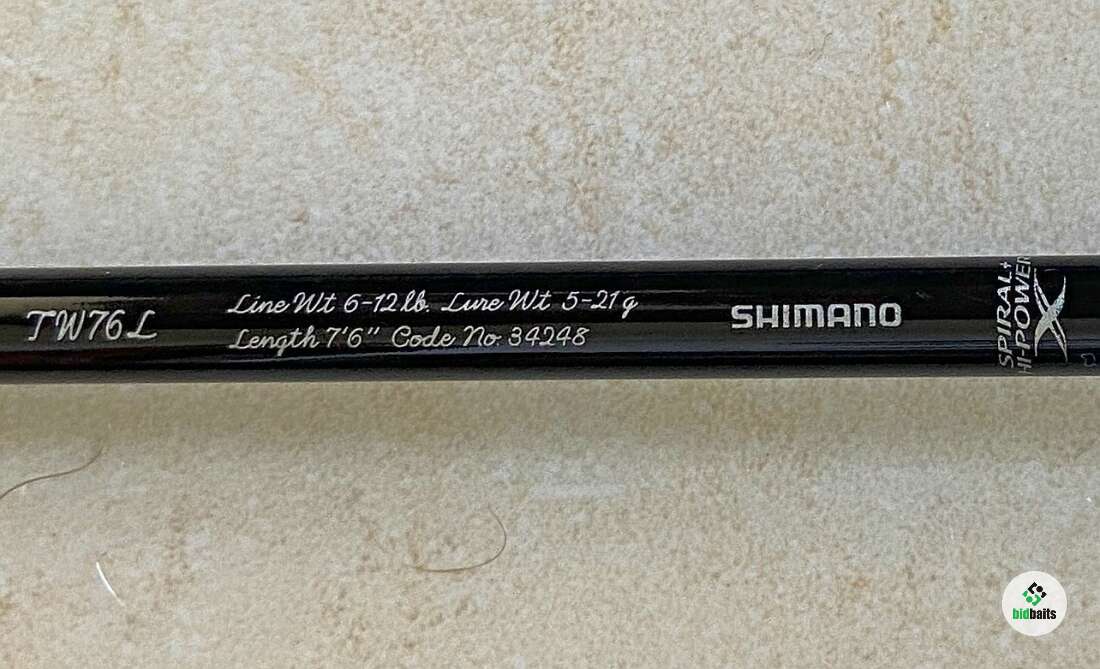 TW76L
Line Wt 6-12lb. Lure Wt 5-21g
Length 7'6" Code No. 34248
SHIMANO
SPIRAL+
HI-POWER
X
bidbaits